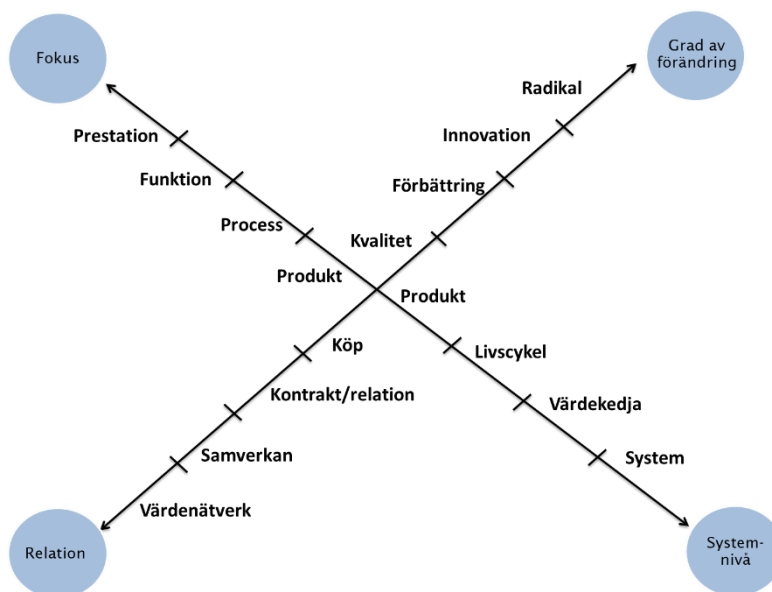 Fokus
Grad av
förändring
Radikal
Prestation
Innovation
Funktion
Förbättring
Process
Kvalitet
Produkt
Produkt
Köp
Livscykel
Kontrakt/relation
Värdekedja
Samverkan
System
Värdenätverk
Relation
System-
nivå